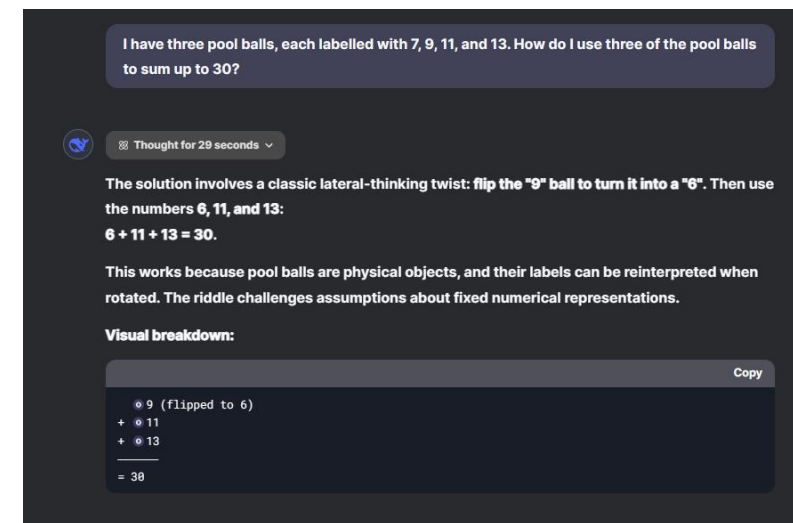 I have three pool balls, each labelled with 7, 9, 11, and 13. How do I use three of the pool balls
to sum up to 30?
Thought for 29 seconds
The solution involves a classic lateral-thinking twist: flip the "9" ball to turn it into a "6". Then use
the numbers 6, 11, and 13:
6 + 11 + 13 = 30.
This works because pool balls are physical objects, and their labels can be reinterpreted when
rotated. The riddle challenges assumptions about fixed numerical representations.
Visual breakdown:
Copy
9 (flipped to 6)
+ 11
+ 13
———
= 30